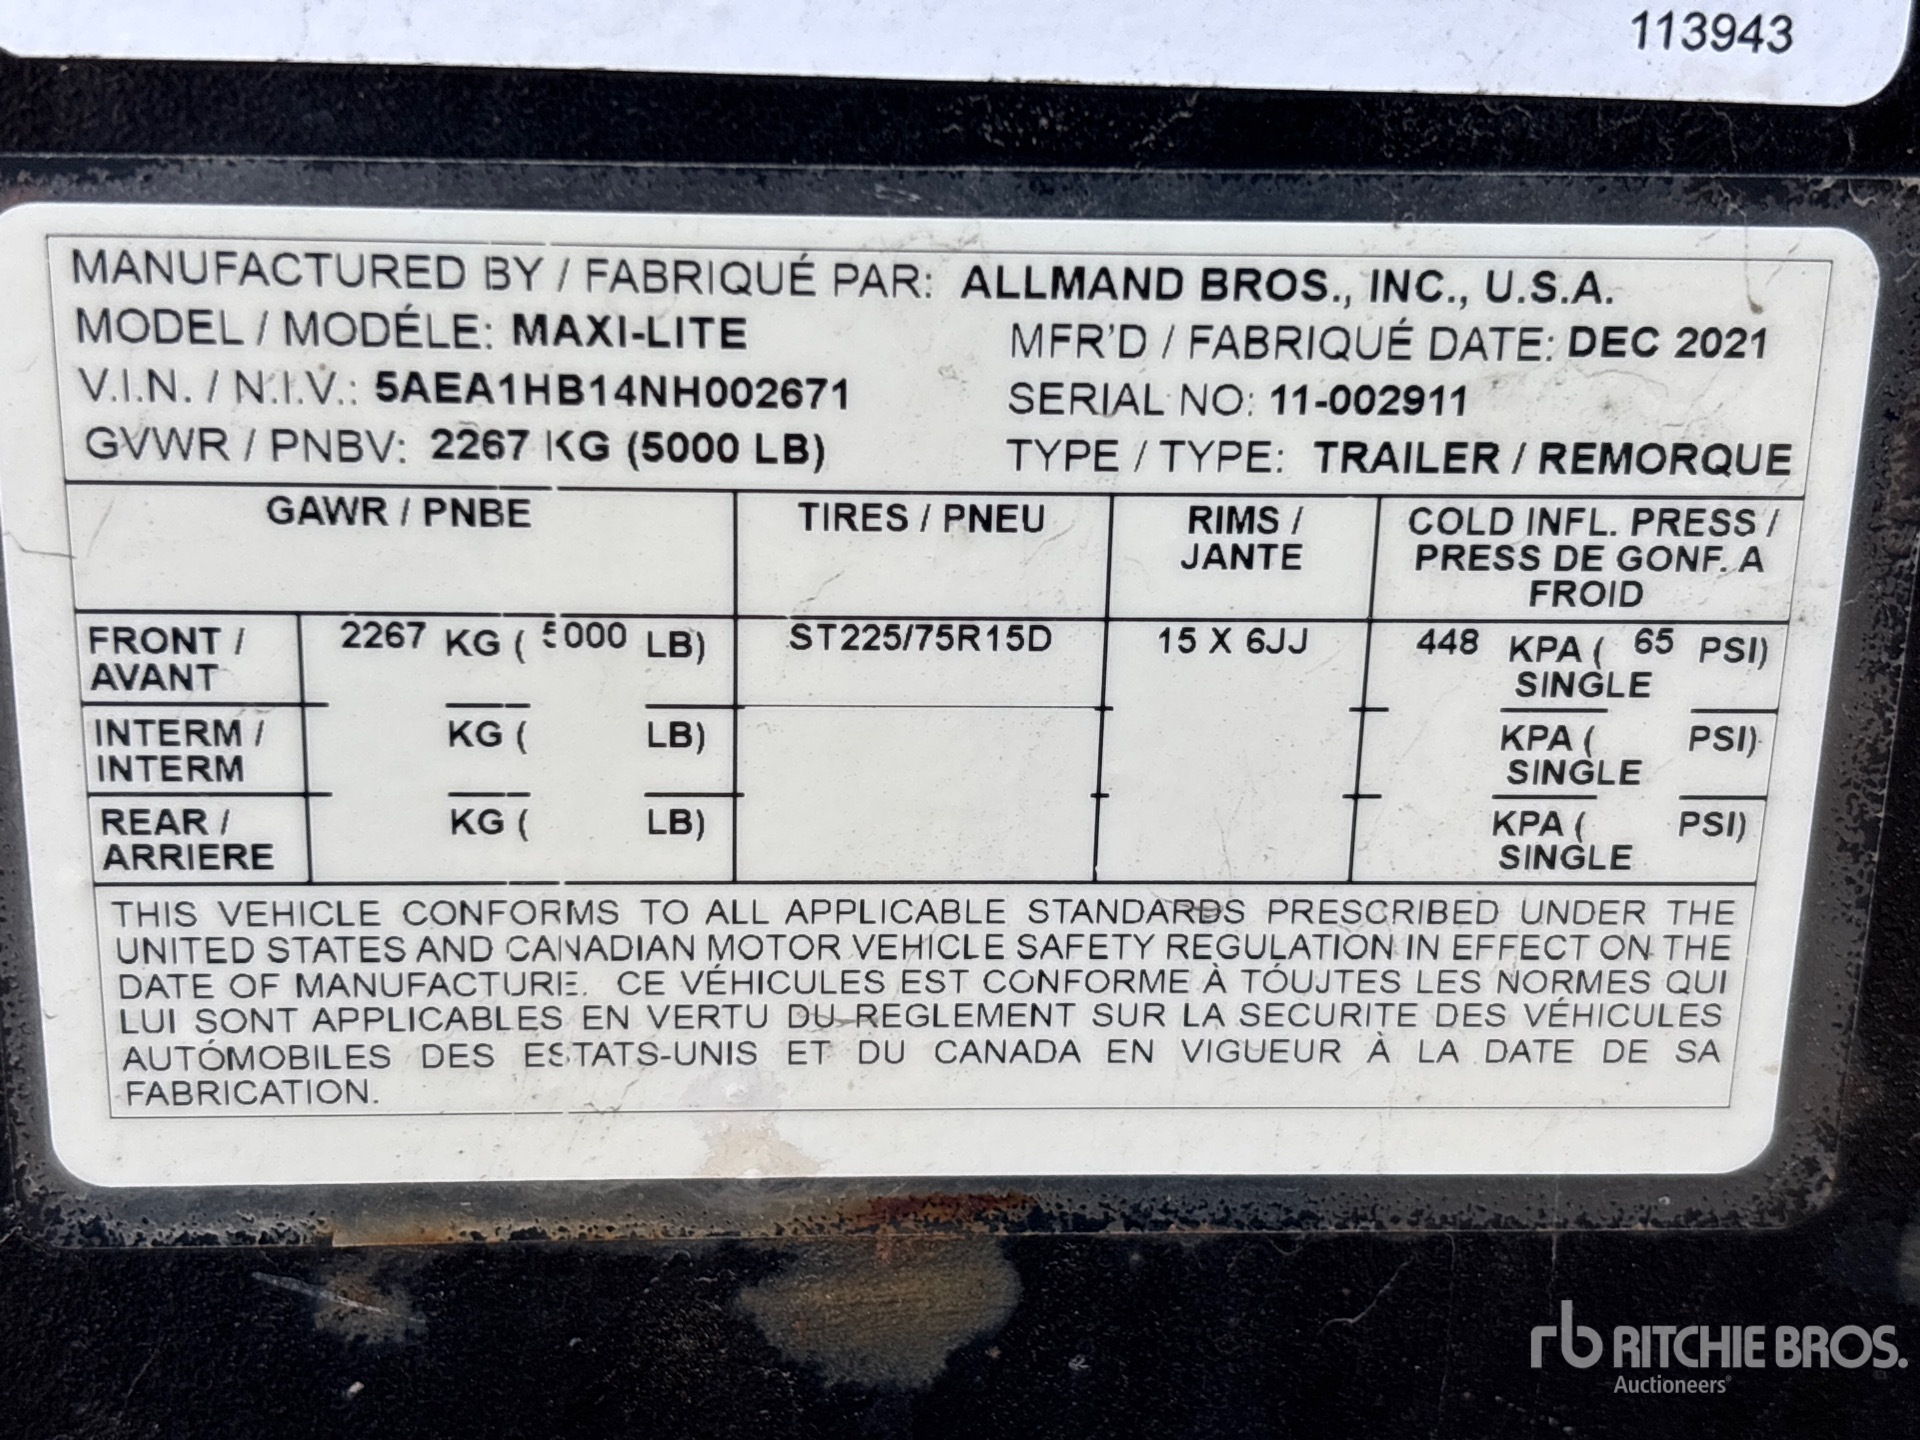 113943
MANUFACTURED BY / FABRIQUÉ PAR: ALLMAND BROS., INC., U.S.A.
MODEL / MODÉLE: MAXI-LITE MFR'D / FABRIQUÉ DATE: DEC 2021
V.I.N. / N.I.V.: 5AEA1HB14NH002671 SERIAL NO: 11-002911
GVWR / PNBV: 2267 KG (5000 LB) TYPE / TYPE: TRAILER / REMORQUE
GAWR / PNBE TIRES / PNEU RIMS / JANTE COLD INFL. PRESS / PRESS DE GONF. A FROID
FRONT / AVANT 2267 KG ( 5000 LB) ST225/75R15D 15 X 6JJ 448 KPA ( 65 PSI) SINGLE
INTERM / INTERM KG ( LB) KPA ( PSI) SINGLE
REAR / ARRIERE KG ( LB) KPA ( PSI) SINGLE
THIS VEHICLE CONFORMS TO ALL APPLICABLE STANDARDS PRESCRIBED UNDER THE
UNITED STATES AND CANADIAN MOTOR VEHICLE SAFETY REGULATION IN EFFECT ON THE
DATE OF MANUFACTURE. CE VÉHICULES EST CONFORME À TÓUJTES LES NORMES QUI
LUI SONT APPLICABLES EN VERTU DU REGLEMENT SUR LA SECURITE DES VÉHICULES
AUTÓMOBILES DES ESTATS-UNIS ET DU CANADA EN VIGUEUR À LA DATE DE SA
FABRICATION.
rb RITCHIE BROS.
Auctioneers